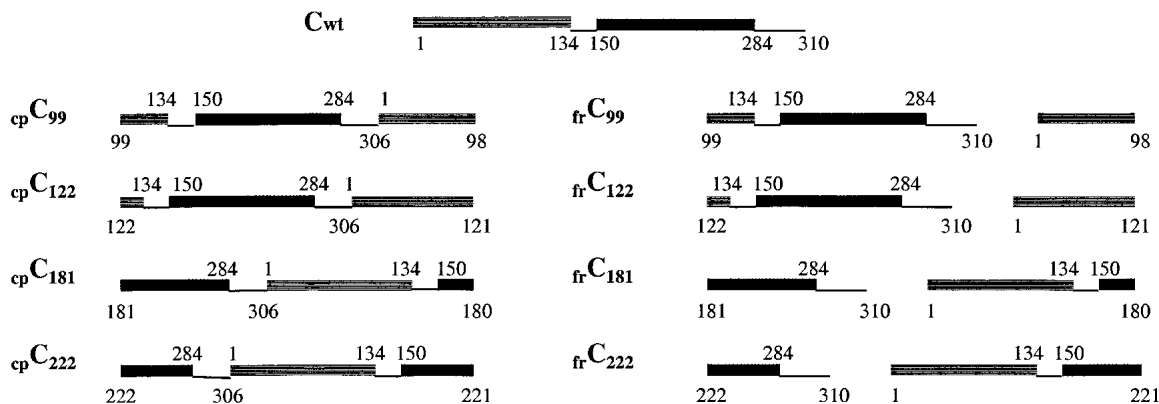 Cwt
1 134 150 284 310
134 150 284 1
cpC99
99 306 98
134 150 284
frC99
99 310 1 98
134 150 284 1
cpC122
122 306 121
134 150 284
frC122
122 310 1 121
284 1 134 150
cpC181
181 306 180
284 134 150
frC181
181 310 1 180
284 1 134 150
cpC222
222 306 221
284 134 150
frC222
222 310 1 221